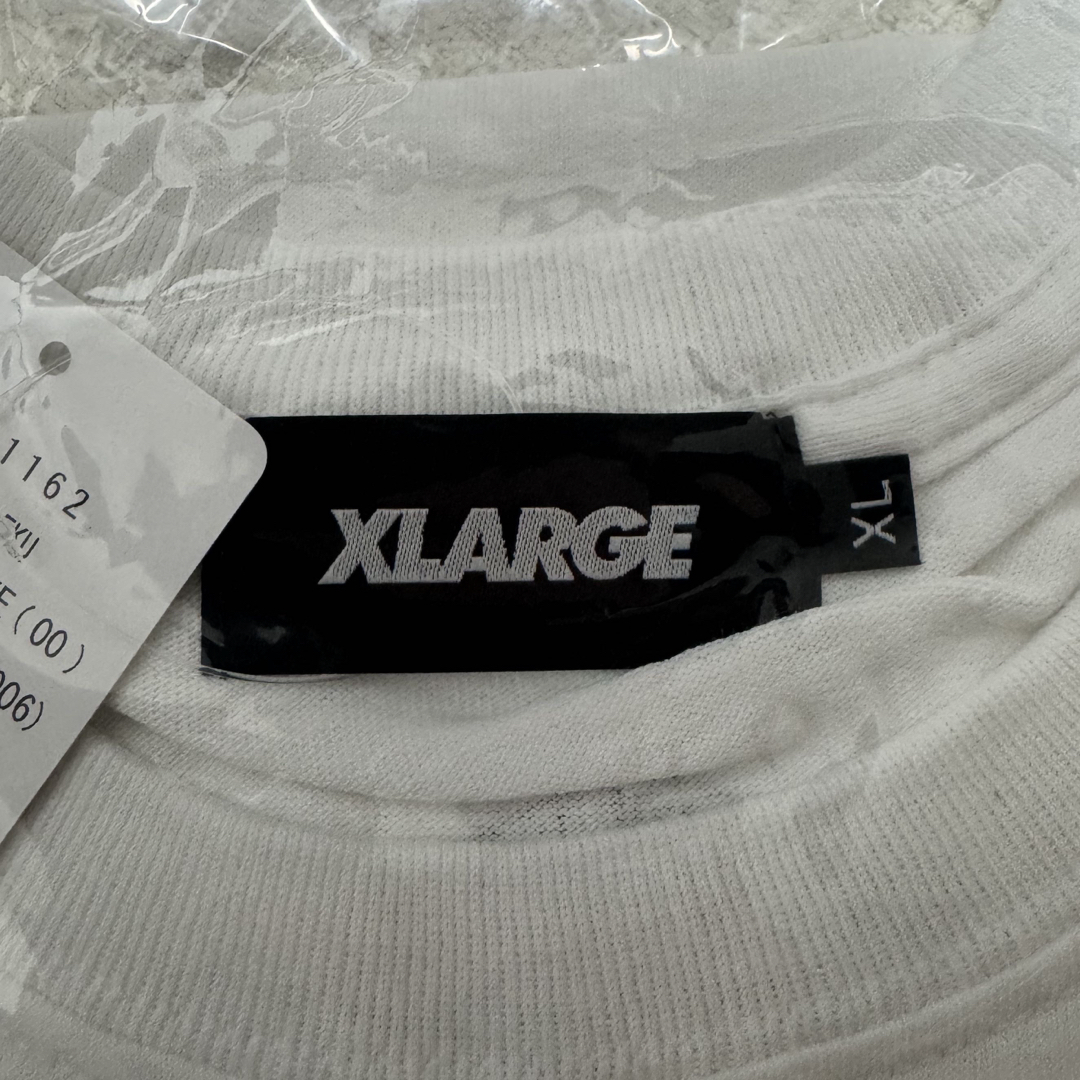 XLARGE
XL
1162
E(00)
006)